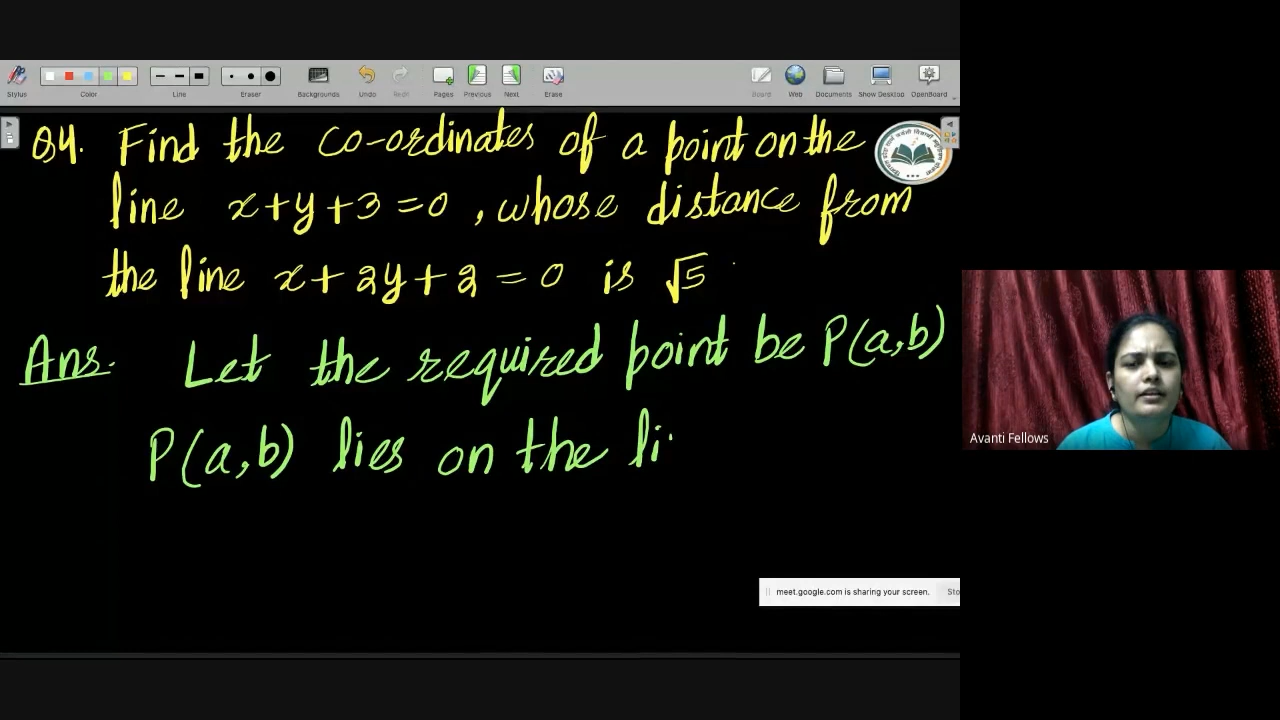 Stylus
Color
Line
Eraser
Backgrounds
Undo
Redo
Pages
Previous
Next
Erase
Board
Web
Documents
Show Desktop
OpenBoard
Q4. Find the co-ordinates of a point on the
line x+y+3=0, whose distance from
the line x+2y+2=0 is √5
Ans. Let the required point be P(a,b)
P(a,b) lies on the li
Avanti Fellows
meet.google.com is sharing your screen.
Sto